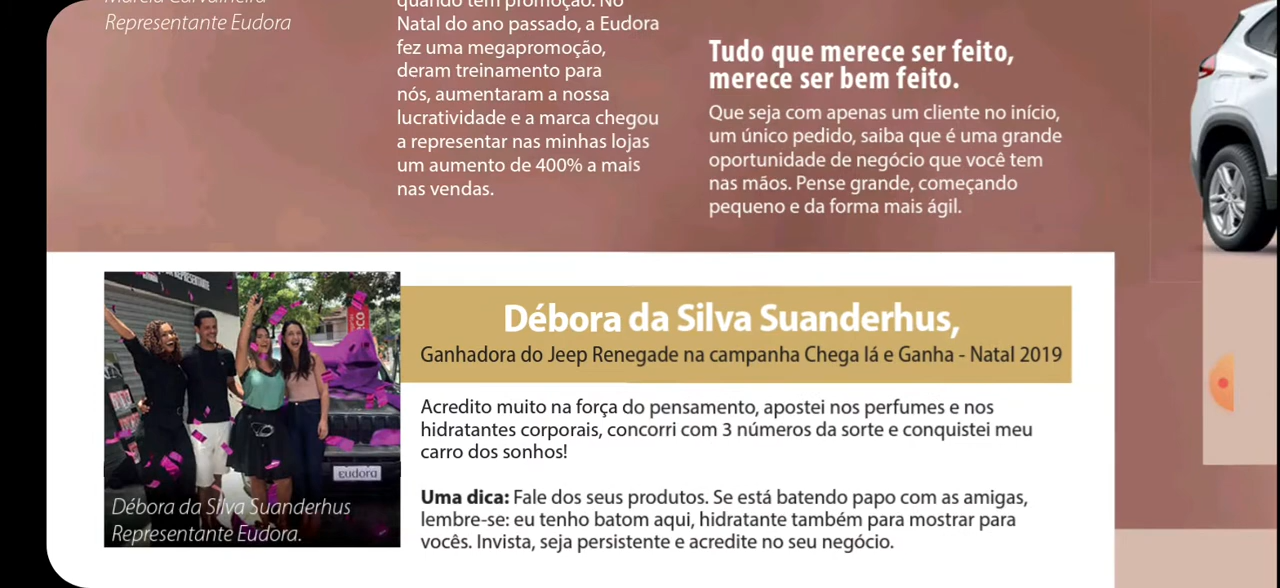 Representante Eudora
quando tem promoção. No
Natal do ano passado, a Eudora
fez uma megapromoção,
deram treinamento para
nós, aumentaram a nossa
lucratividade e a marca chegou
a representar nas minhas lojas
um aumento de 400% a mais
nas vendas.
Tudo que merece ser feito,
merece ser bem feito.
Que seja com apenas um cliente no início,
um único pedido, saiba que é uma grande
oportunidade de negócio que você tem
nas mãos. Pense grande, começando
pequeno e da forma mais ágil.
Débora da Silva Suanderhus,
Ganhadora do Jeep Renegade na campanha Chega lá e Ganha - Natal 2019
Acredito muito na força do pensamento, apostei nos perfumes e nos
hidratantes corporais, concorri com 3 números da sorte e conquistei meu
carro dos sonhos!
Uma dica: Fale dos seus produtos. Se está batendo papo com as amigas,
lembre-se: eu tenho batom aqui, hidratante também para mostrar para
vocês. Invista, seja persistente e acredite no seu negócio.
eudora
Débora da Silva Suanderhus
Representante Eudora.